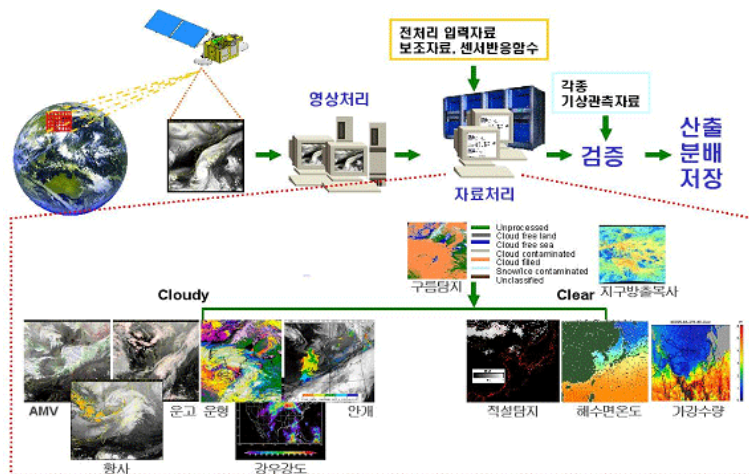 전처리 입력자료
보조자료, 센서반응함수
영상처리
각종
기상관측자료
검증
산출
분배
저장
자료처리
Unprocessed
Cloud free land
Cloud free sea
Cloud contaminated
Cloud filled
Snow/ice contaminated
Unclassified
구름탐지
지구방출복사
Cloudy
Clear
AMV
운고
운형
안개
적설탐지
해수면온도
가강수량
황사
강우강도